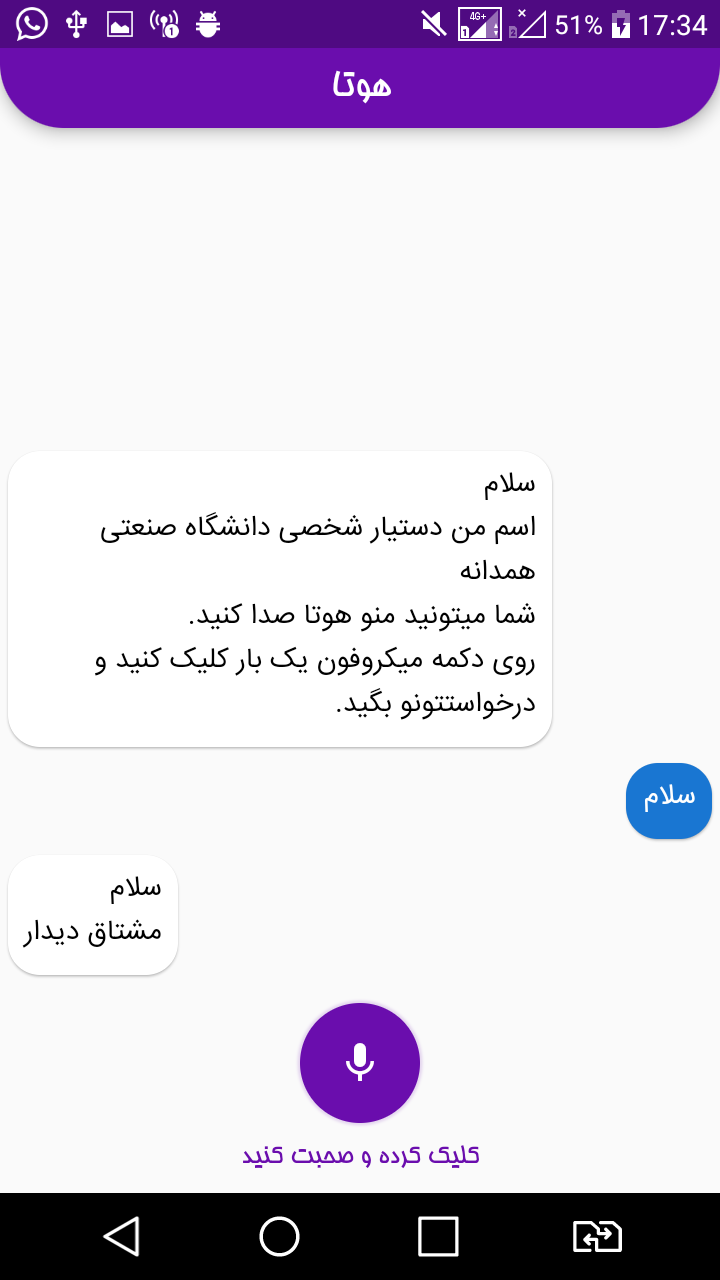 4G+ 51% 17:34
هوتا
سلام
اسم من دستیار شخصی دانشگاه صنعتی
همدانه
شما میتونید منو هوتا صدا کنید.
روی دکمه میکروفون یک بار کلیک کنید و
درخواستتونو بگید.
سلام
سلام
مشتاق دیدار
کلیک کرده و صحبت کنید